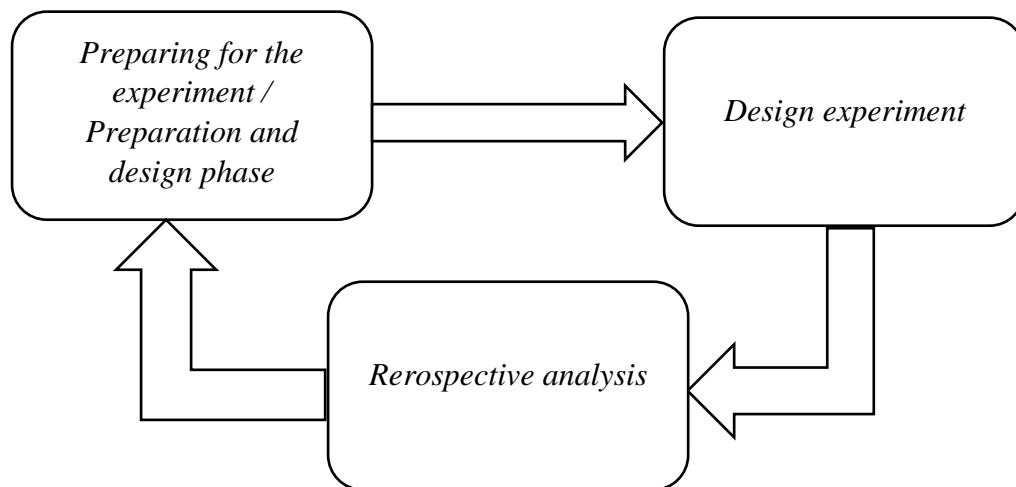 Preparing for the
experiment /
Preparation and
design phase
Design experiment
Rerospective analysis